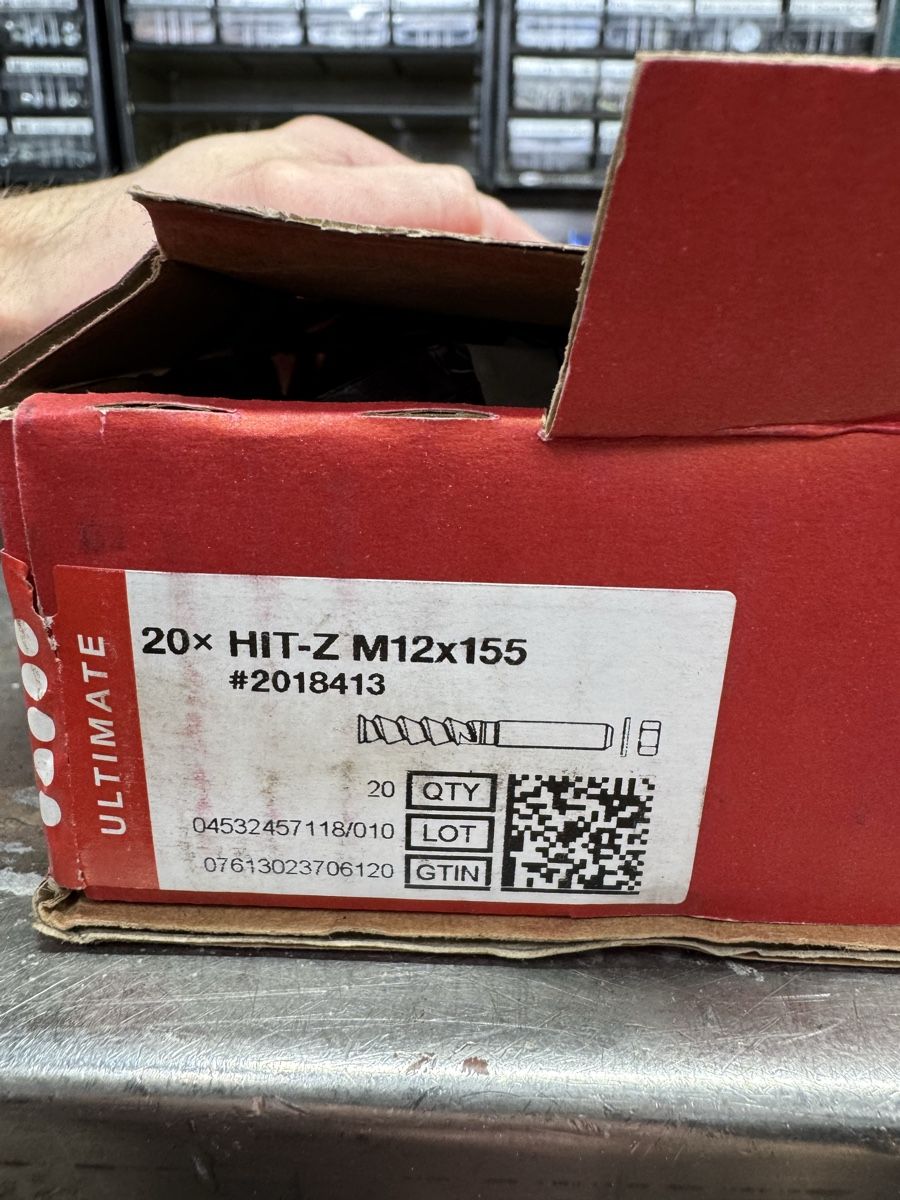 ULTIMATE
20× HIT-Z M12x155
#2018413
20 QTY
04532457118/010 LOT
07613023706120 GTIN